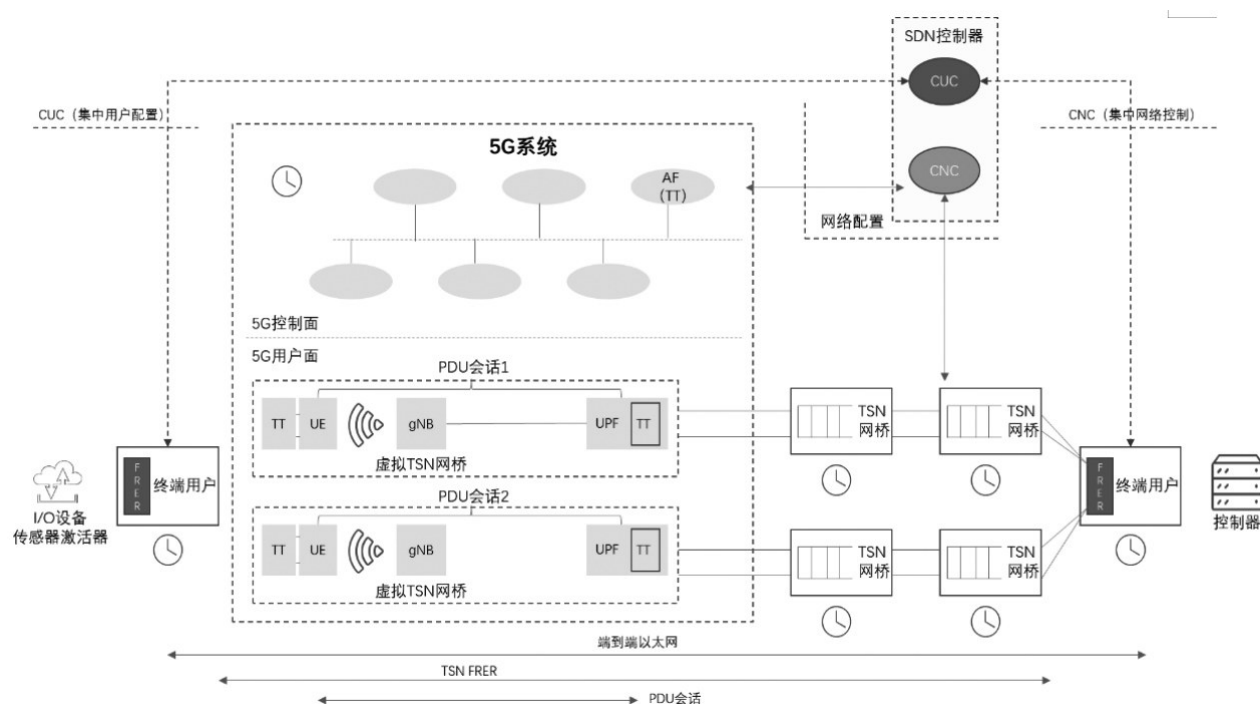 SDN控制器
CUC
CUC（集中用户配置）
CNC（集中网络控制）
5G系统
AF
(TT)
CNC
网络配置
5G控制面
5G用户面
PDU会话1
TT
UE
gNB
UPF
TT
虚拟TSN网桥
TSN
网桥
TSN
网桥
FRER
终端用户
I/O设备
传感器激活器
FRER
终端用户
控制器
PDU会话2
TT
UE
gNB
UPF
TT
虚拟TSN网桥
TSN
网桥
TSN
网桥
端到端以太网
TSN FRER
PDU会话